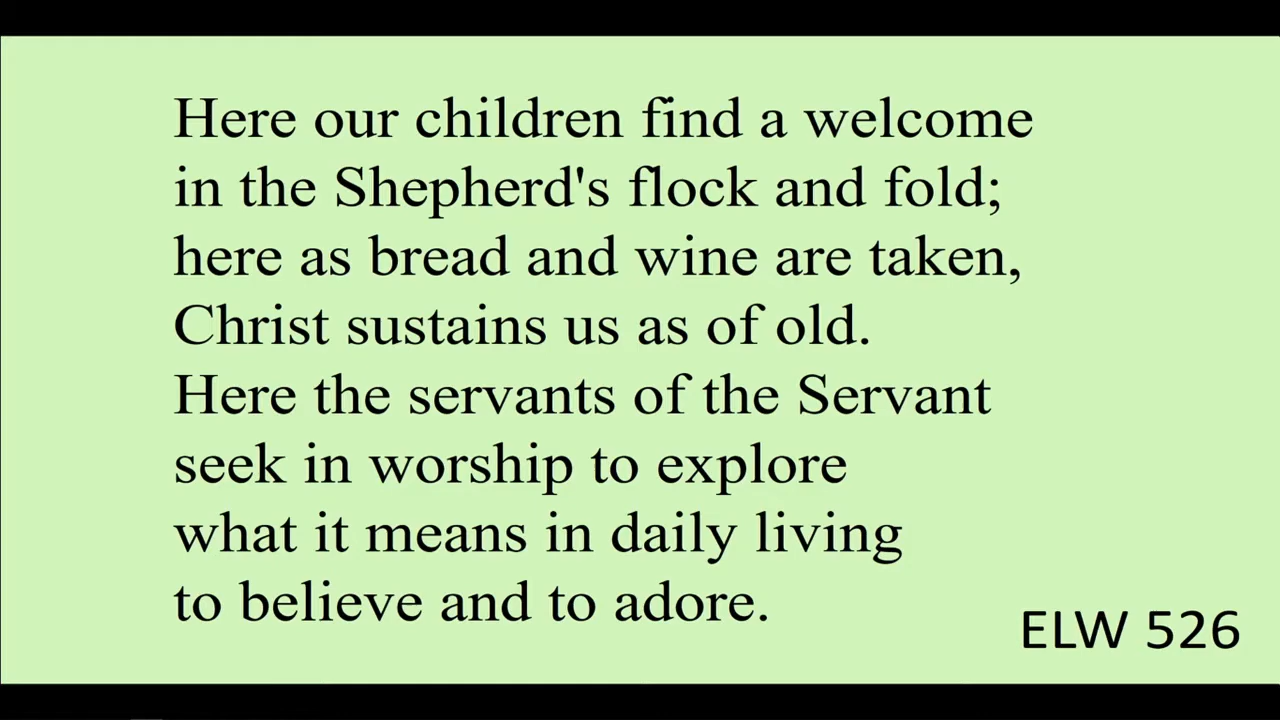 Here our children find a welcome
in the Shepherd's flock and fold;
here as bread and wine are taken,
Christ sustains us as of old.
Here the servants of the Servant
seek in worship to explore
what it means in daily living
to believe and to adore.
ELW 526